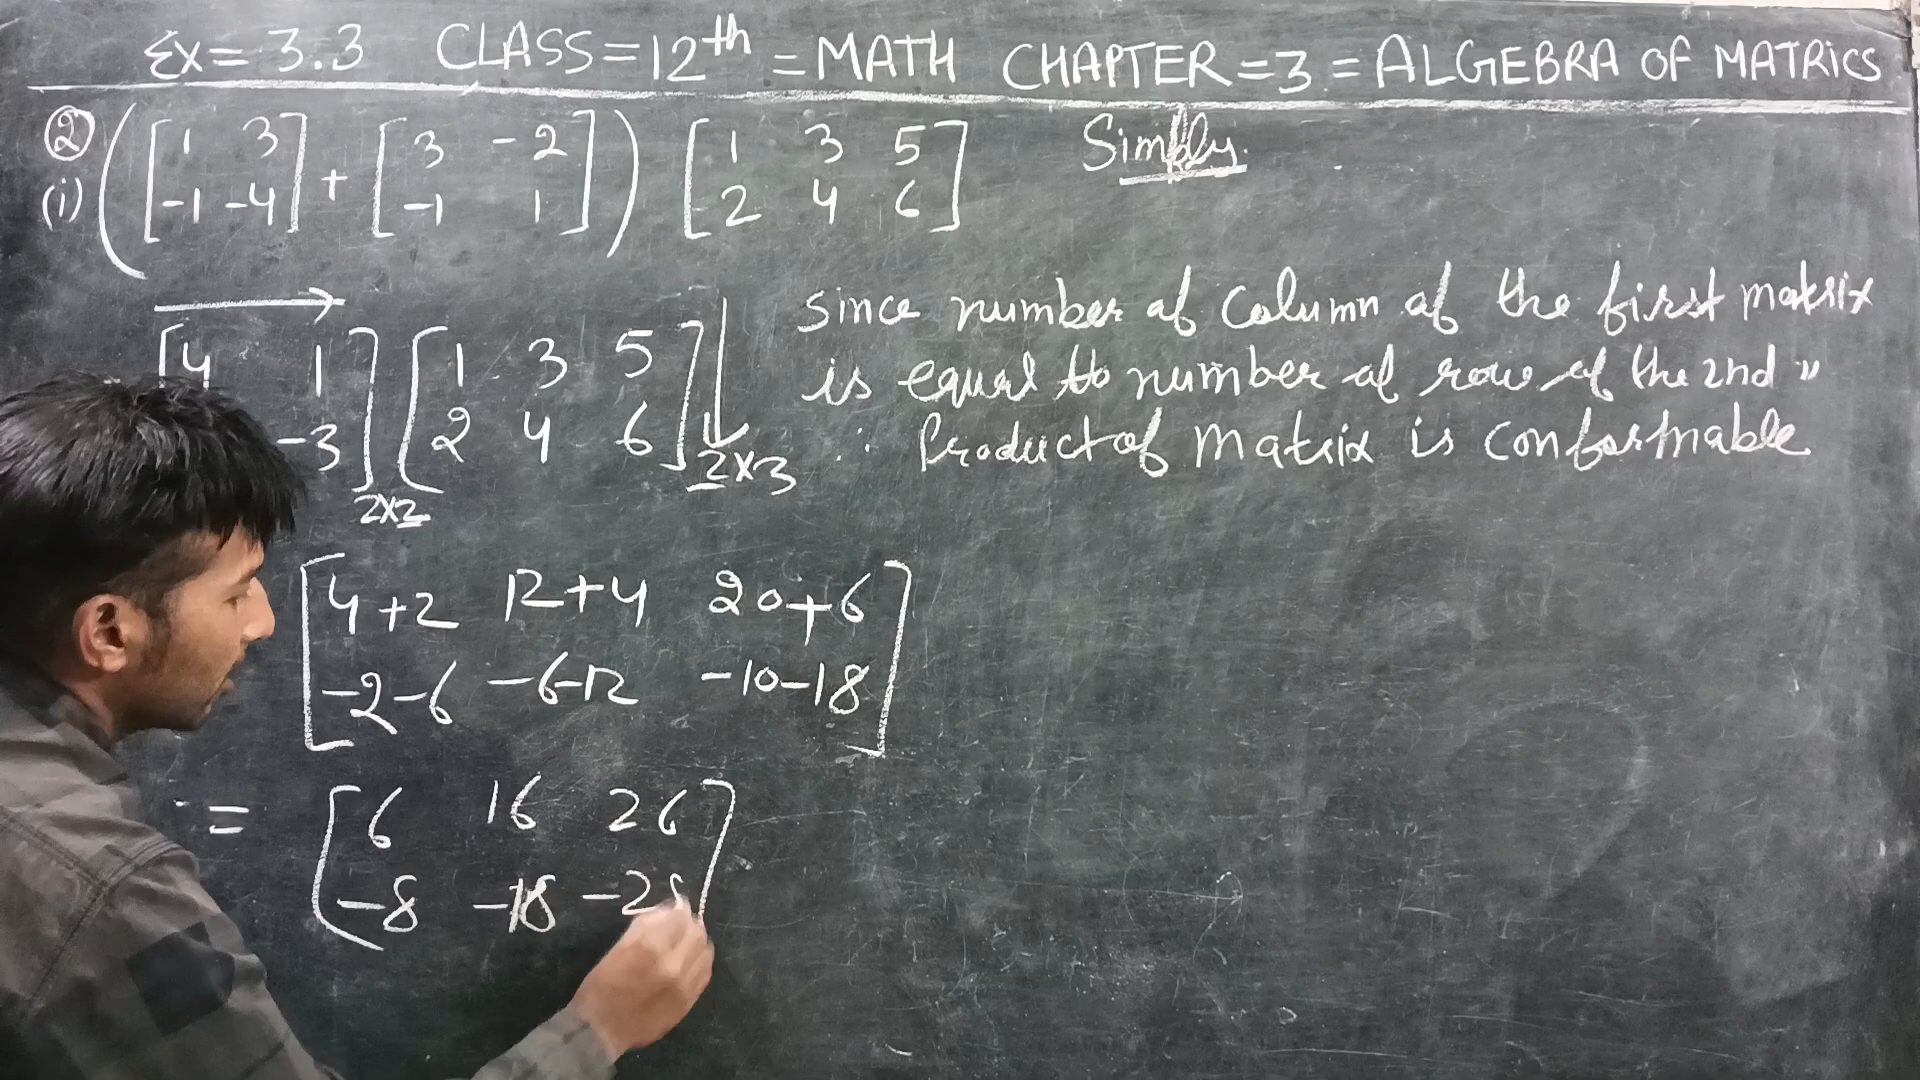 Ex = 3.3 CLASS = 12th = MATH CHAPTER = 3 = ALGEBRA OF MATRICS
② (i) ([1 3; -1 -4] + [3 -2; -1 1]) [1 3 5; 2 4 6] Simply.
[4 1; -3] 2×2 [1 3 5; 2 4 6] 2×3
since number of Column of the first matrix
is equal to number of row of the 2nd "
∴ Product of Matrix is conformable
[4+2 12+4 20+6; -2-6 -6-12 -10-18]
= [6 16 26; -8 -18 -28]